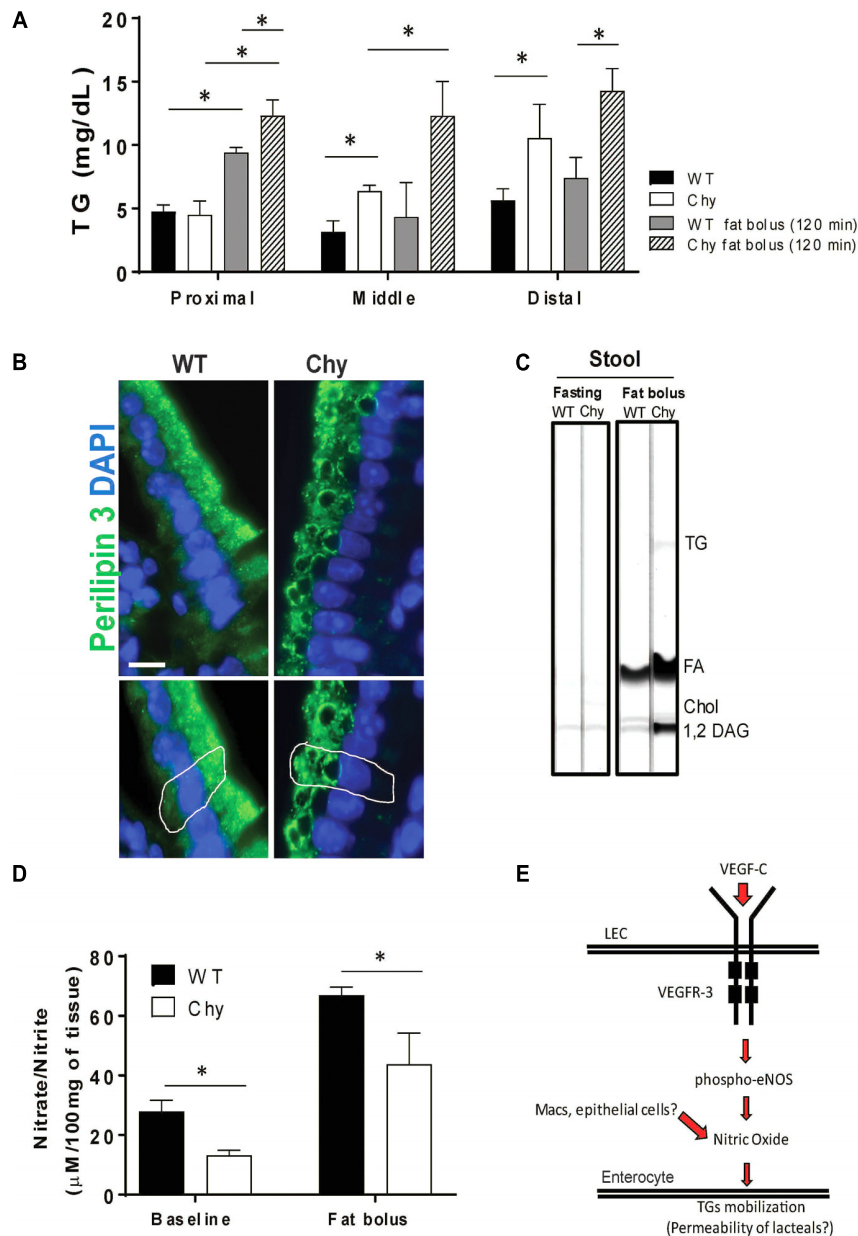 A
20
15
10
5
0
TG (mg/dL)
* * * * * * * *
Proximal Middle Distal
WT
Chy
WT fat bolus (120 min)
Chy fat bolus (120 min)
B
WT Chy
Perilipin 3 DAPI
C
Stool
Fasting Fat bolus
WT Chy WT Chy
TG
FA
Chol
1,2 DAG
D
80
60
40
20
0
Nitrate/Nitrite
(μM/100mg of tissue)
WT
Chy
* *
Baseline Fat bolus
E
VEGF-C
LEC
VEGFR-3
phospho-eNOS
Macs, epithelial cells?
Nitric Oxide
Enterocyte
TGs mobilization
(Permeability of lacteals?)